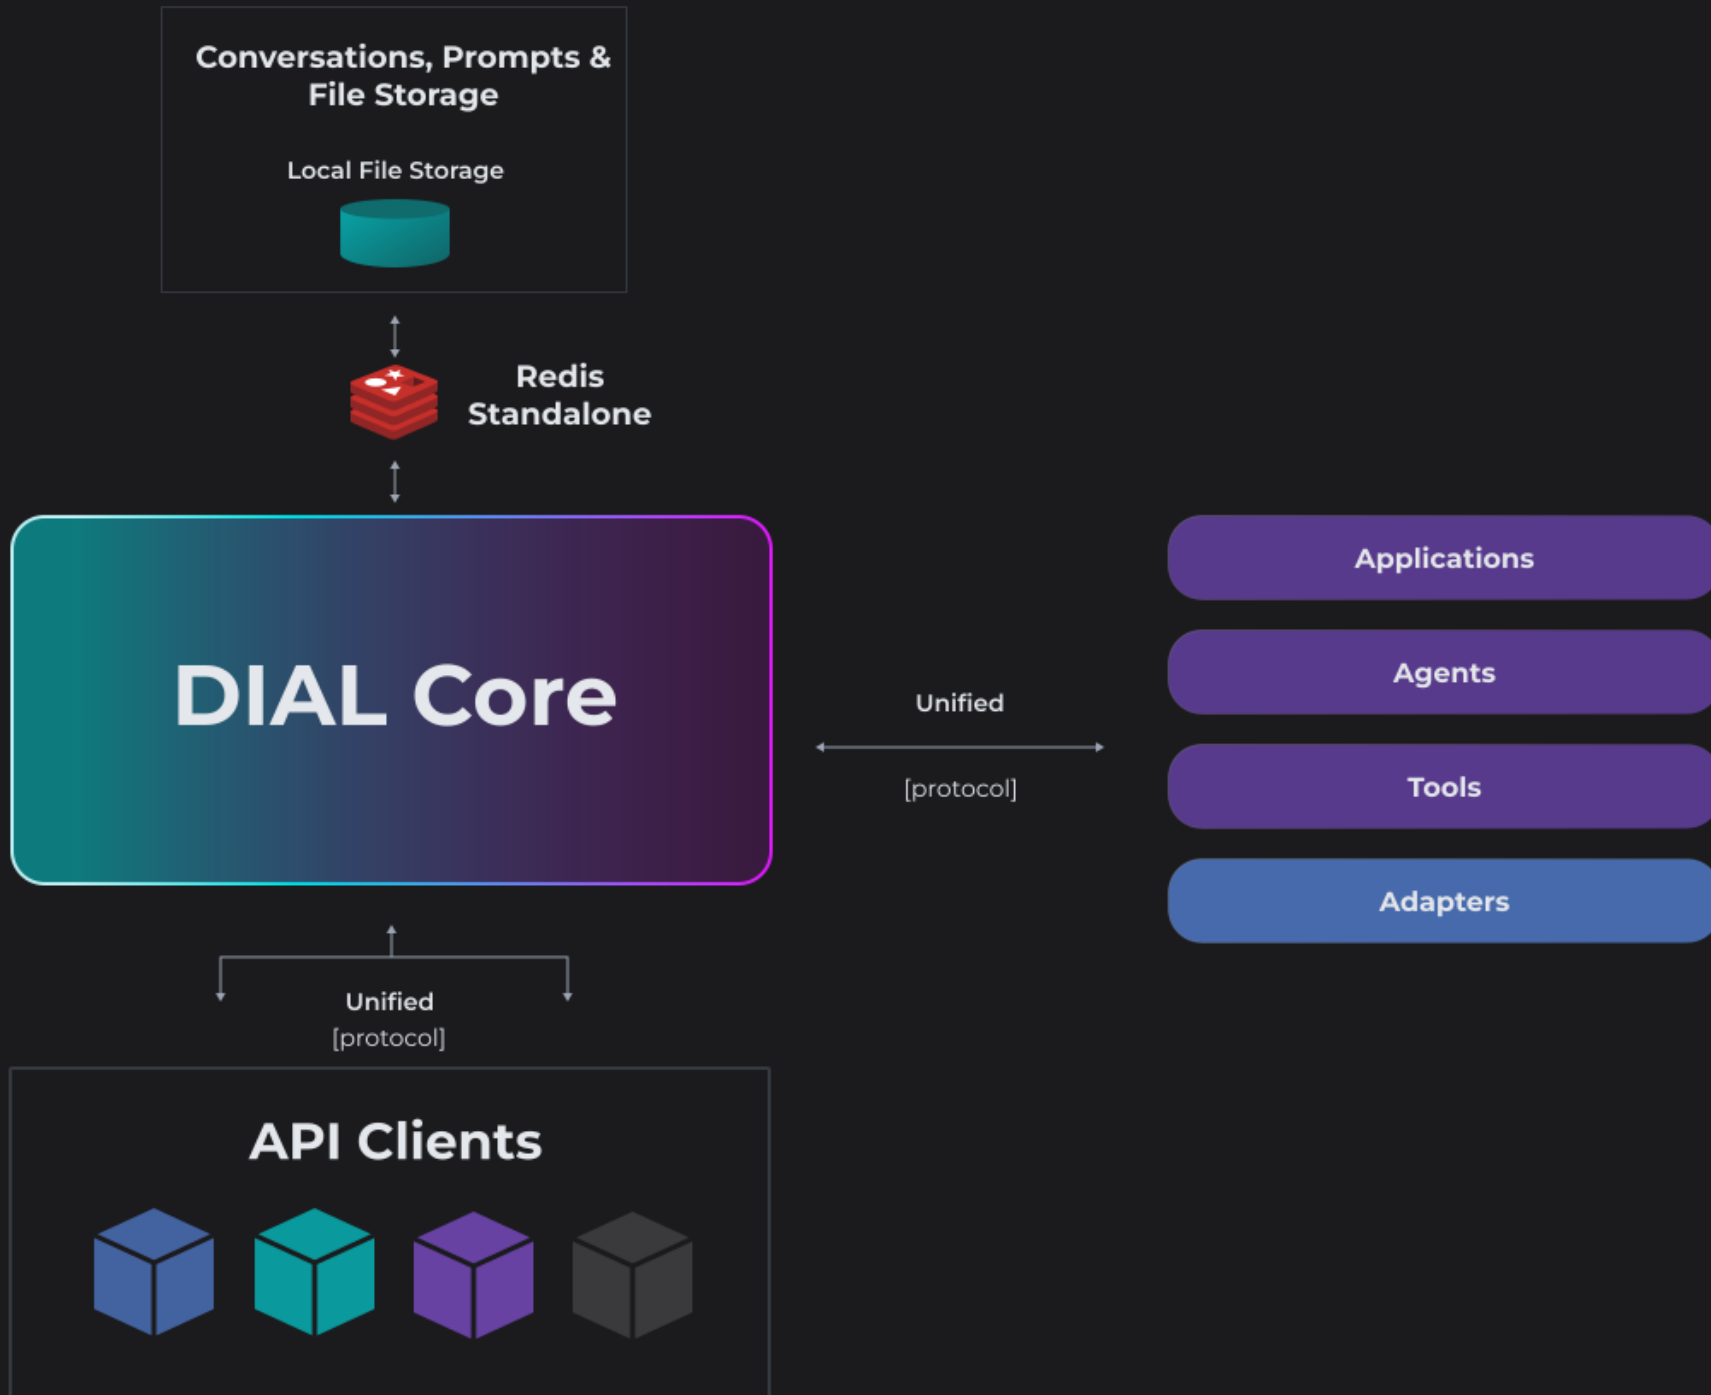 Conversations, Prompts &
File Storage
Local File Storage
Redis
Standalone
DIAL Core
Unified
[protocol]
Applications
Agents
Tools
Adapters
Unified
[protocol]
API Clients